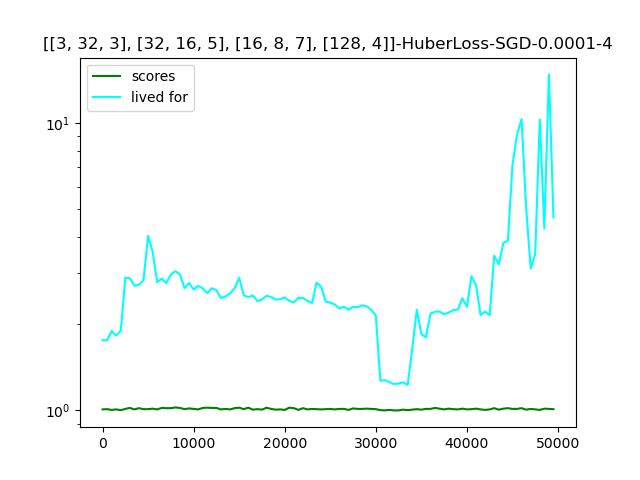 [[3, 32, 3], [32, 16, 5], [16, 8, 7], [128, 4]]-HuberLoss-SGD-0.0001-4
scores
lived for
10¹
10⁰
0 10000 20000 30000 40000 50000